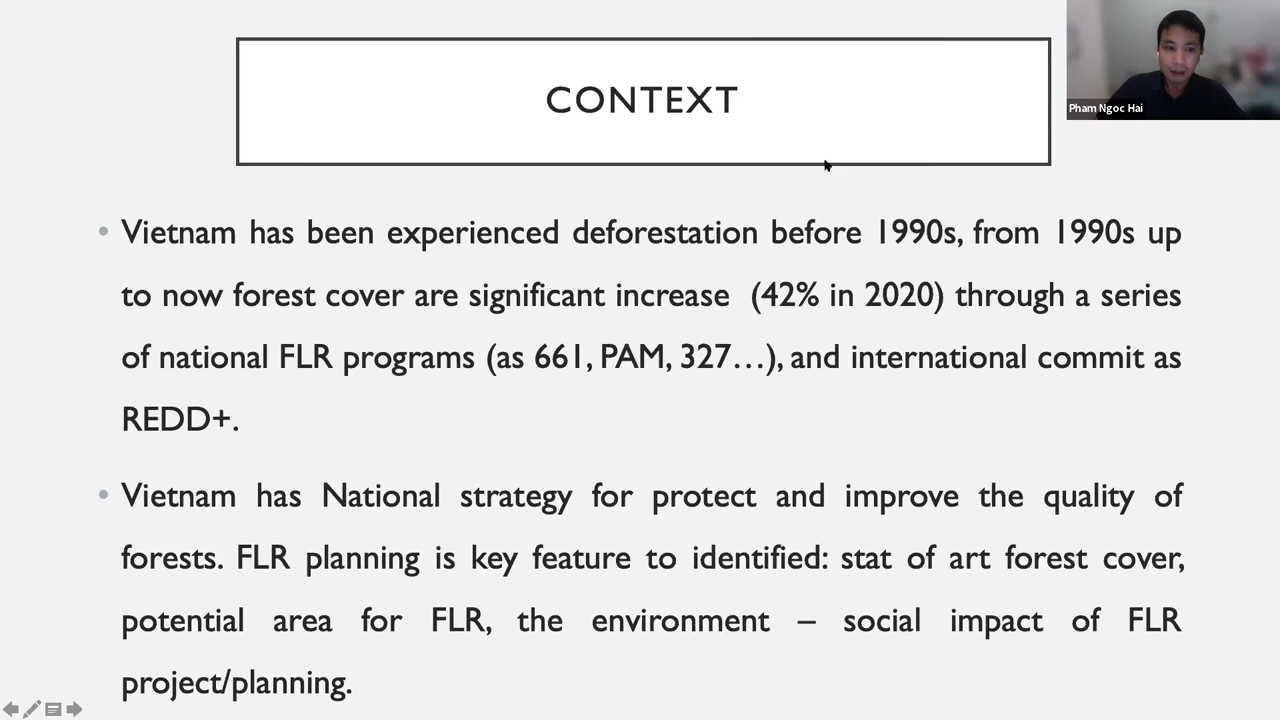 CONTEXT
Pham Ngoc Hai
• Vietnam has been experienced deforestation before 1990s, from 1990s up
to now forest cover are significant increase (42% in 2020) through a series
of national FLR programs (as 661, PAM, 327…), and international commit as
REDD+.
• Vietnam has National strategy for protect and improve the quality of
forests. FLR planning is key feature to identified: stat of art forest cover,
potential area for FLR, the environment – social impact of FLR
project/planning.